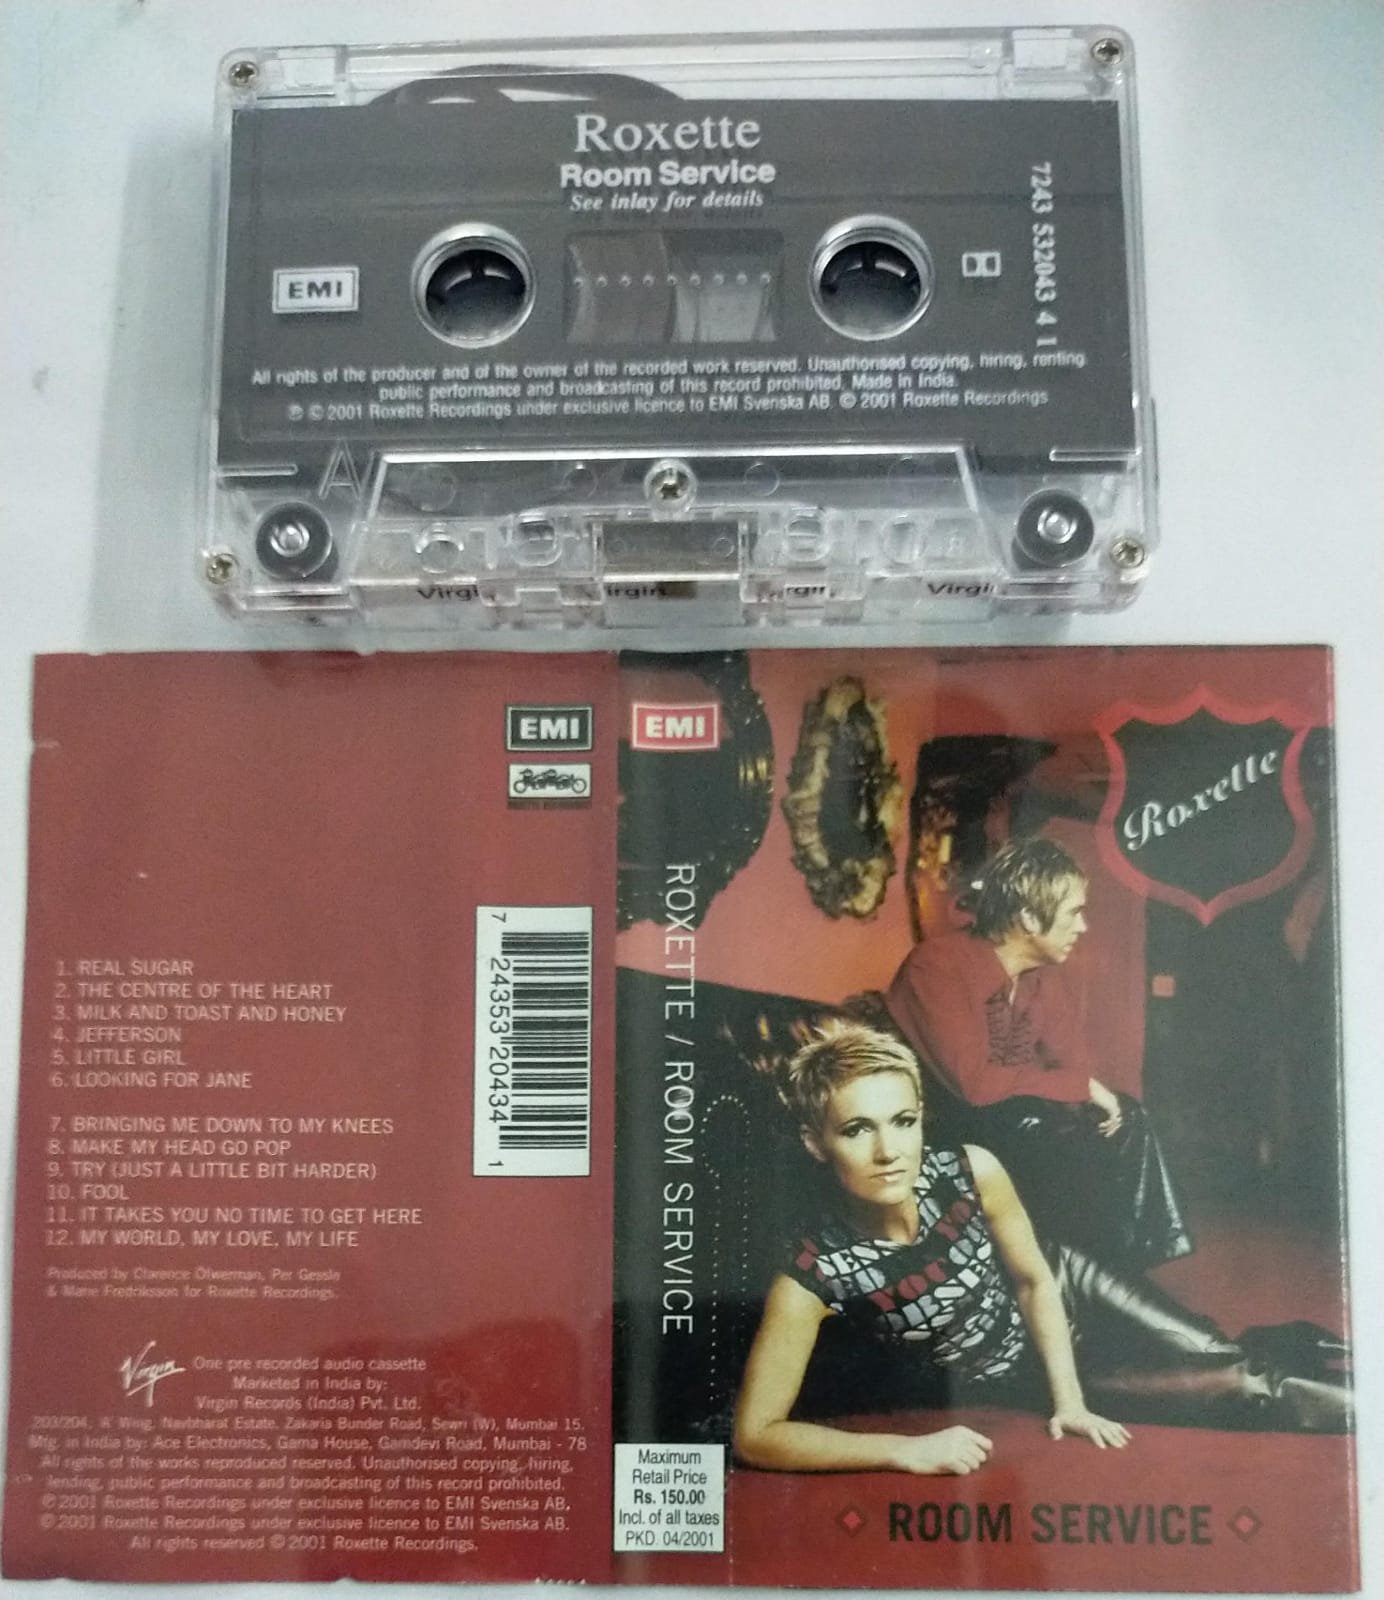 Roxette
Room Service
See inlay for details
EMI
7243 532043 4 1
All rights of the producer and of the owner of the recorded work reserved. Unauthorised copying, hiring, renting
public performance and broadcasting of this record prohibited. Made in India.
℗ © 2001 Roxette Recordings under exclusive licence to EMI Svenska AB. © 2001 Roxette Recordings
A
Virgin
EMI
1. REAL SUGAR
2. THE CENTRE OF THE HEART
3. MILK AND TOAST AND HONEY
4. JEFFERSON
5. LITTLE GIRL
6. LOOKING FOR JANE
7. BRINGING ME DOWN TO MY KNEES
8. MAKE MY HEAD GO POP
9. TRY (JUST A LITTLE BIT HARDER)
10. FOOL
11. IT TAKES YOU NO TIME TO GET HERE
12. MY WORLD, MY LOVE, MY LIFE
Produced by Clarence Öfwerman, Per Gessle
& Marie Fredriksson for Roxette Recordings.
7 24353 20434 1
Virgin
One pre recorded audio cassette
Marketed in India by:
Virgin Records (India) Pvt. Ltd.
203/204, 'A' Wing, Navbharat Estate, Zakaria Bunder Road, Sewri (W), Mumbai 15.
Mfg. in India by: Ace Electronics, Gama House, Gamdevi Road, Mumbai - 78
All rights of the works reproduced reserved. Unauthorised copying, hiring,
lending, public performance and broadcasting of this record prohibited.
℗ 2001 Roxette Recordings under exclusive licence to EMI Svenska AB.
© 2001 Roxette Recordings under exclusive licence to EMI Svenska AB.
All rights reserved © 2001 Roxette Recordings.
EMI
ROXETTE / ROOM SERVICE
Maximum
Retail Price
Rs. 150.00
Incl. of all taxes
PKD. 04/2001
Roxette
ROOM SERVICE